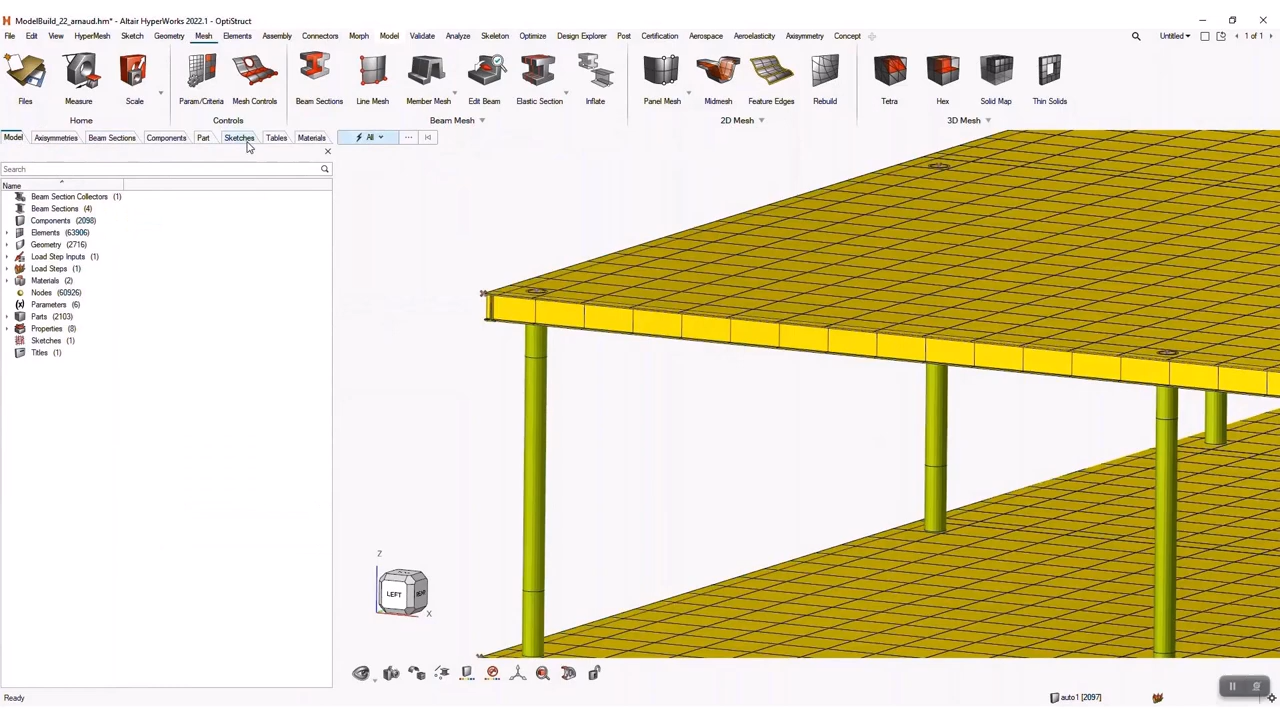 ModelBuild_22_arnaud.hm* - Altair HyperWorks 2022.1 - OptiStruct
File Edit View HyperMesh Sketch Geometry Mesh Elements Assembly Connectors Morph Model Validate Analyze Skeleton Optimize Design Explorer Post Certification Aerospace Aeroelasticity Axisymmetry Concept Untitled 1 of 1
Files Measure Scale Param/Criteria Mesh Controls Beam Sections Line Mesh Member Mesh Edit Beam Elastic Section Inflate Panel Mesh Midmesh Feature Edges Rebuild Tetra Hex Solid Map Thin Solids
Home Controls Beam Mesh 2D Mesh 3D Mesh
Model Axisymmetries Beam Sections Components Part Sketches Tables Materials All
Search
Name
Beam Section Collectors (1)
Beam Sections (4)
Components (2098)
Elements (63906)
Geometry (2716)
Load Step Inputs (1)
Load Steps (1)
Materials (2)
Nodes (60926)
(x) Parameters (6)
Parts (2103)
Properties (8)
Sketches (1)
Titles (1)
Z
LEFT
X
Ready
auto1 [2097]